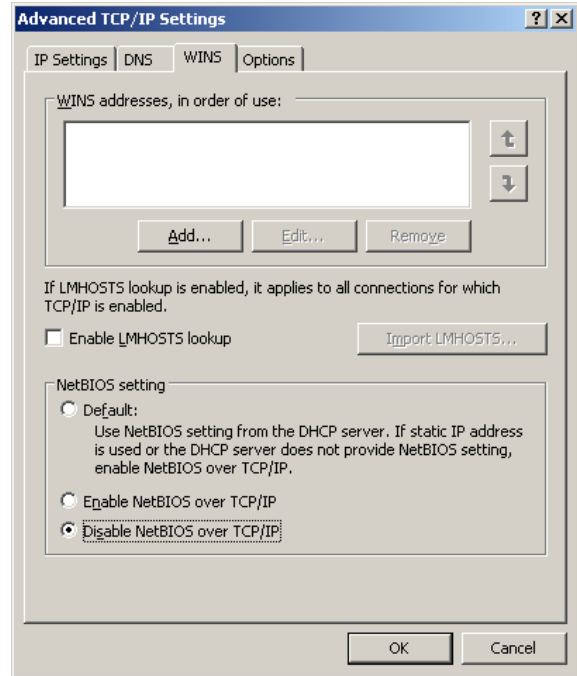 Advanced TCP/IP Settings
IP Settings DNS WINS Options
WINS addresses, in order of use:
Add... Edit... Remove
If LMHOSTS lookup is enabled, it applies to all connections for which
TCP/IP is enabled.
Enable LMHOSTS lookup Import LMHOSTS...
NetBIOS setting
Default:
Use NetBIOS setting from the DHCP server. If static IP address
is used or the DHCP server does not provide NetBIOS setting,
enable NetBIOS over TCP/IP.
Enable NetBIOS over TCP/IP
Disable NetBIOS over TCP/IP
OK Cancel